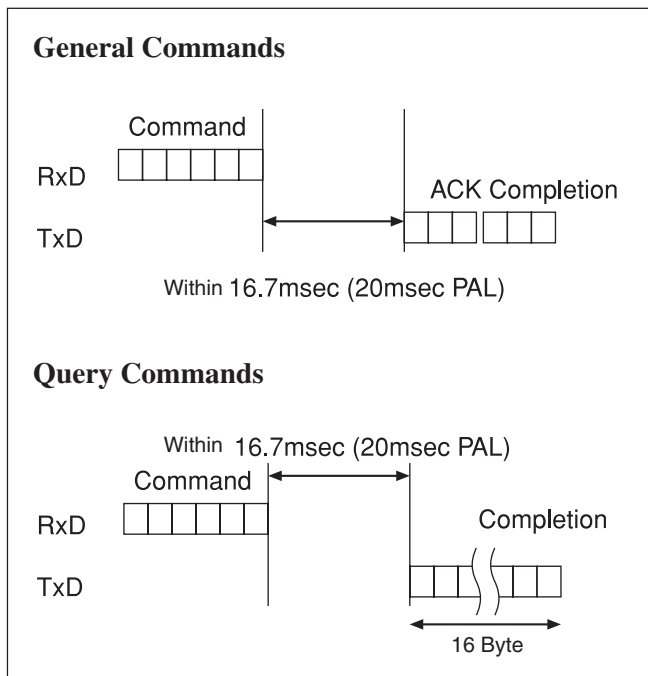 General Commands
Command
RxD
ACK Completion
TxD
Within 16.7msec (20msec PAL)
Query Commands
Within 16.7msec (20msec PAL)
Command
RxD
Completion
TxD
16 Byte